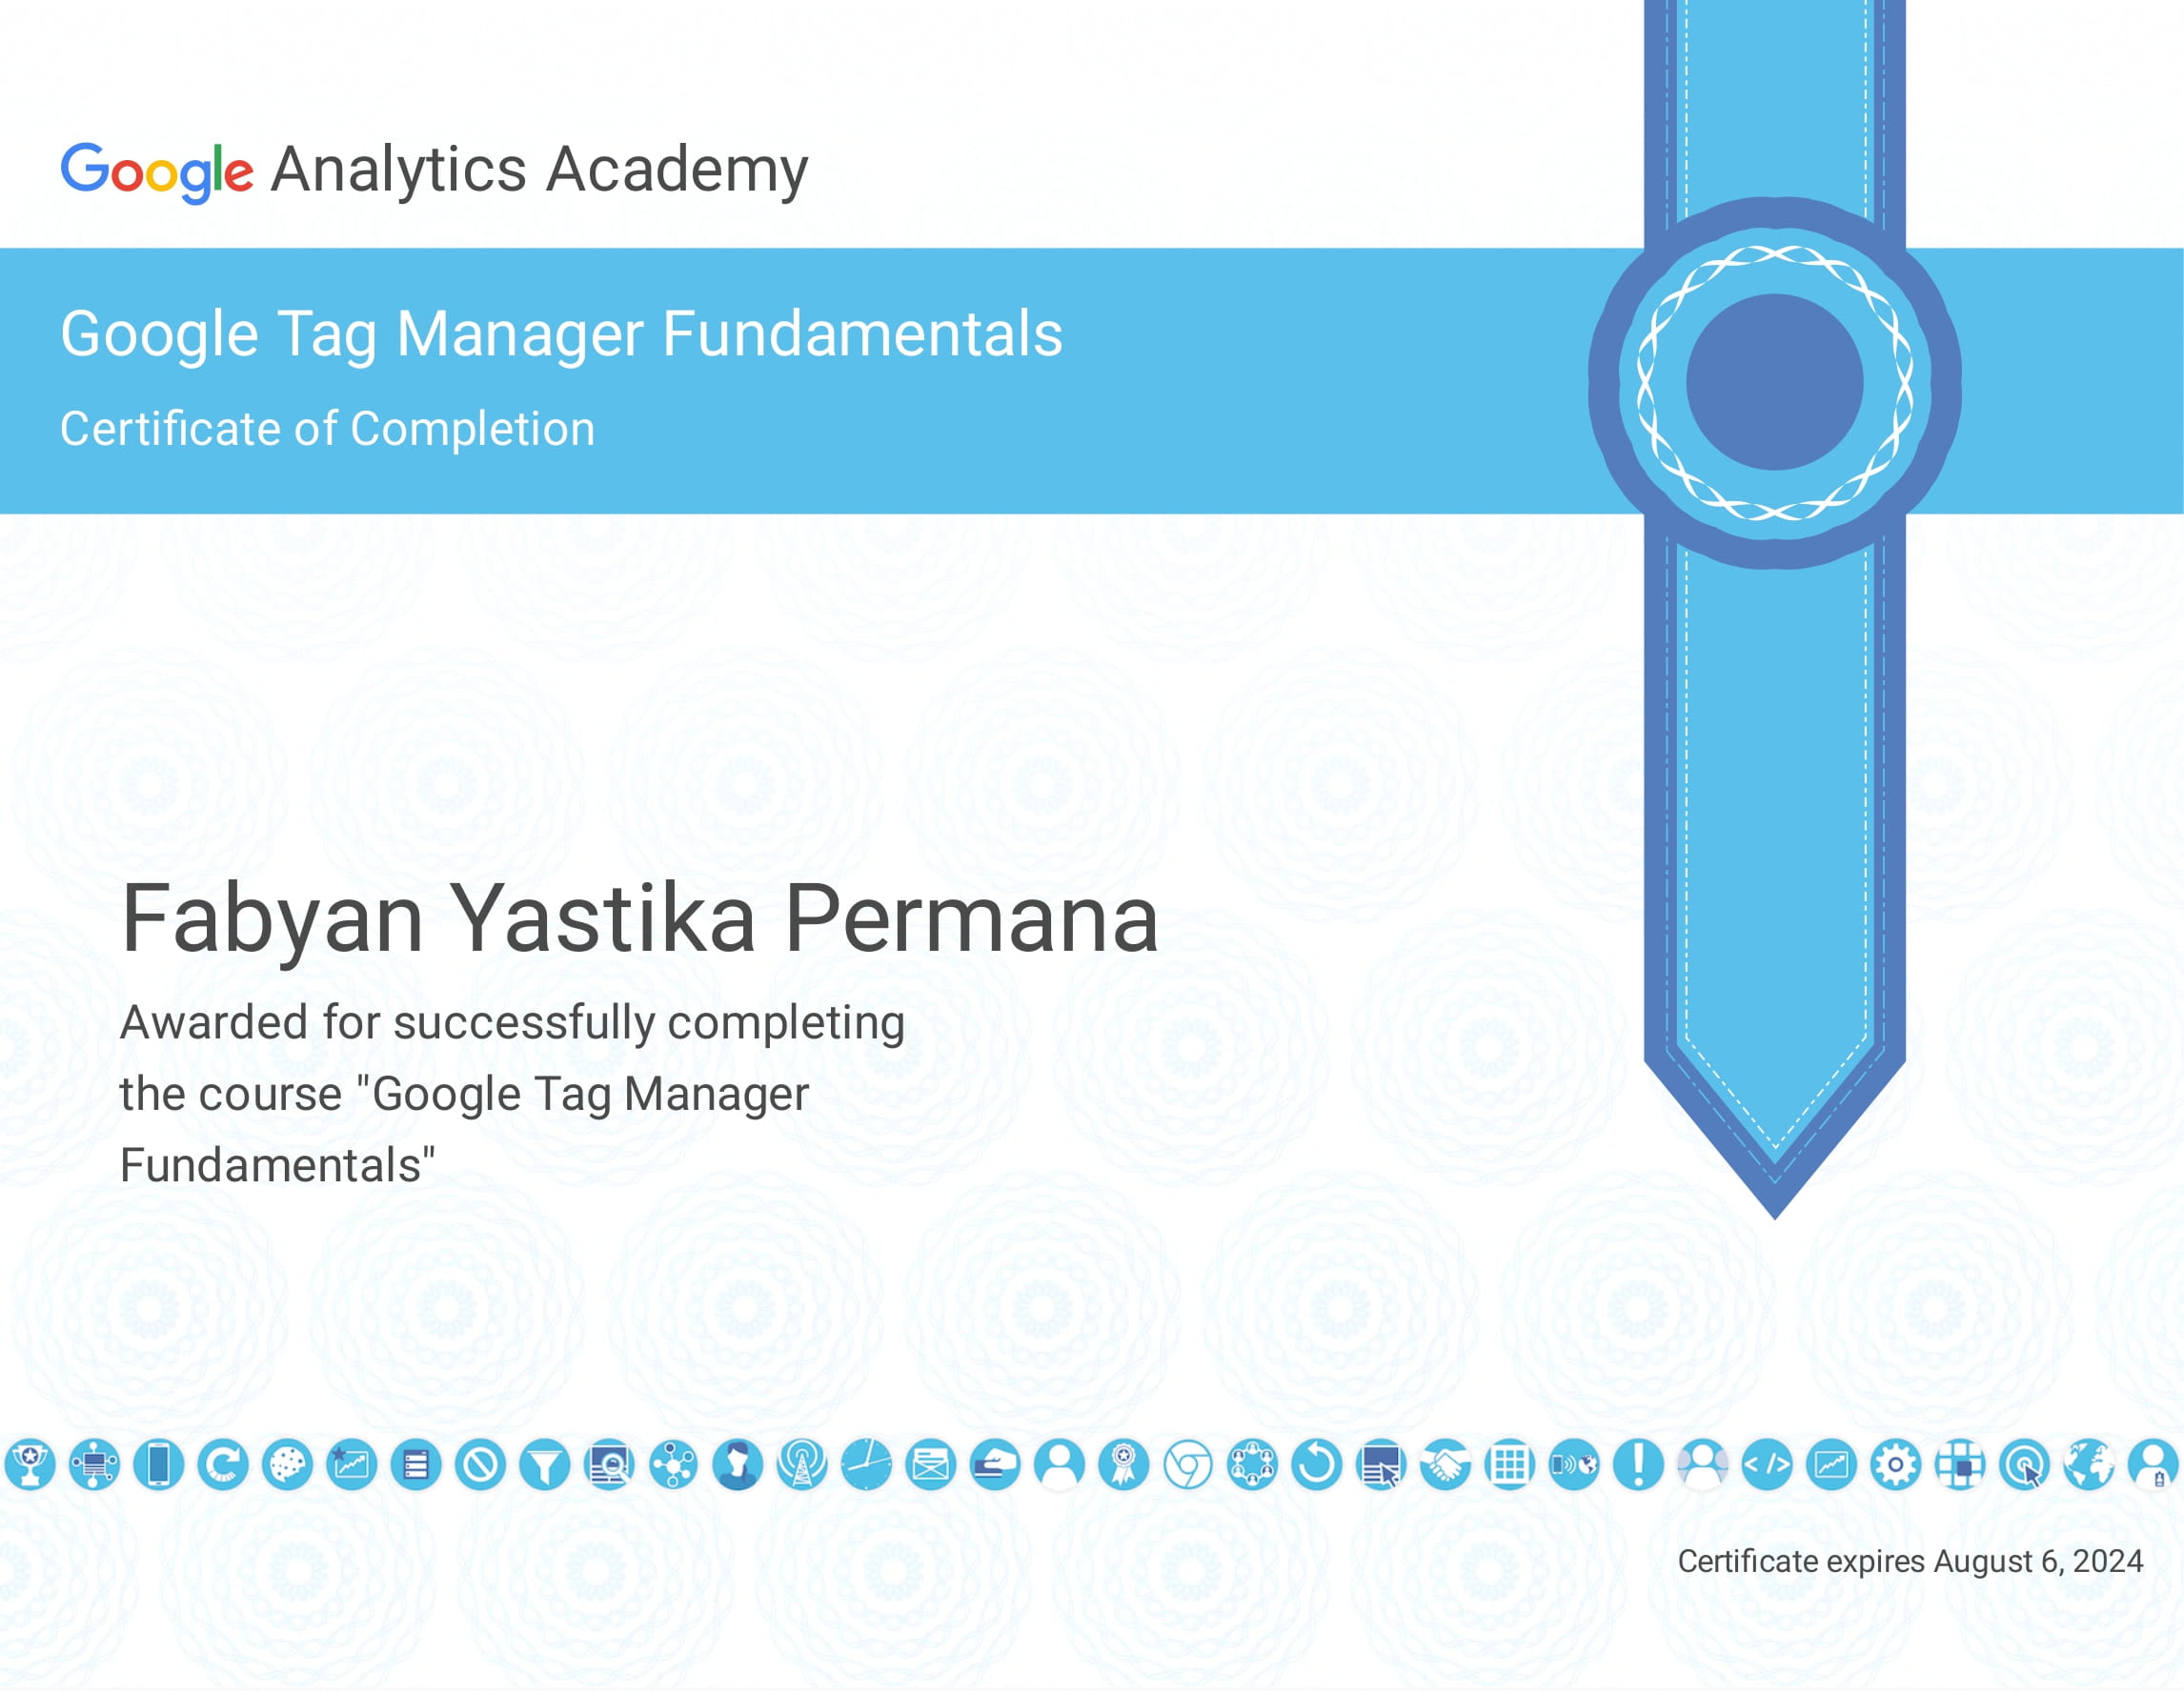 Google Analytics Academy
Google Tag Manager Fundamentals
Certificate of Completion
Fabyan Yastika Permana
Awarded for successfully completing
the course "Google Tag Manager
Fundamentals"
Certificate expires August 6, 2024